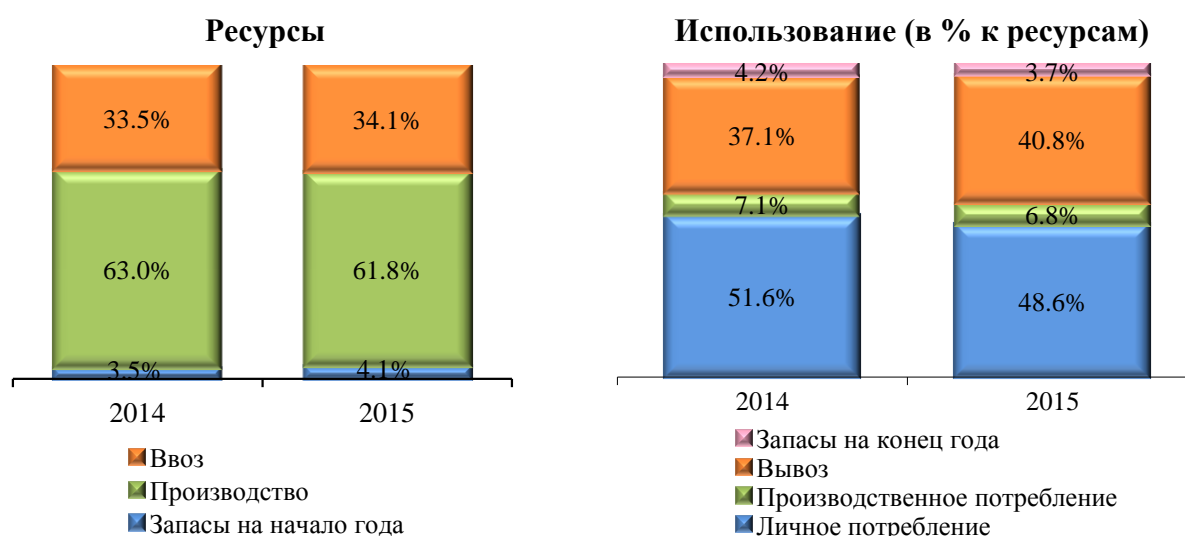 Ресурсы
33.5%
34.1%
63.0%
61.8%
3.5%
4.1%
2014
2015
Ввоз
Производство
Запасы на начало года
Использование (в % к ресурсам)
4.2%
3.7%
37.1%
40.8%
7.1%
6.8%
51.6%
48.6%
2014
2015
Запасы на конец года
Вывоз
Производственное потребление
Личное потребление